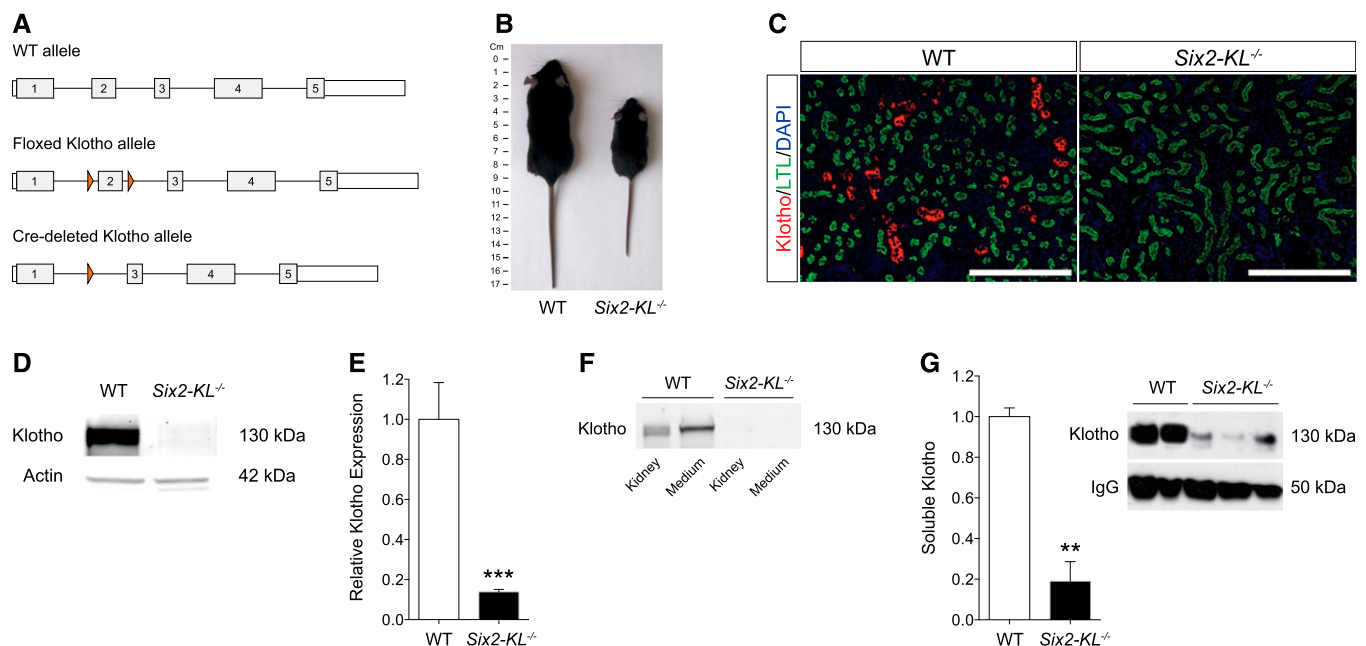 A
WT allele
1 2 3 4 5
Floxed Klotho allele
1 2 3 4 5
Cre-deleted Klotho allele
1 3 4 5
B
Cm
0
1
2
3
4
5
6
7
8
9
10
11
12
13
14
15
16
17
WT Six2-KL-/-
C
WT Six2-KL-/-
Klotho/LTL/DAPI
D
WT Six2-KL-/-
Klotho 130 kDa
Actin 42 kDa
E
Relative Klotho Expression
1.2
1.0
0.8
0.6
0.4
0.2
0.0
***
WT Six2-KL-/-
F
WT Six2-KL-/-
Klotho 130 kDa
Kidney Medium Kidney Medium
G
Soluble Klotho
1.2
1.0
0.8
0.6
0.4
0.2
0.0
**
WT Six2-KL-/-
WT Six2-KL-/-
Klotho 130 kDa
IgG 50 kDa